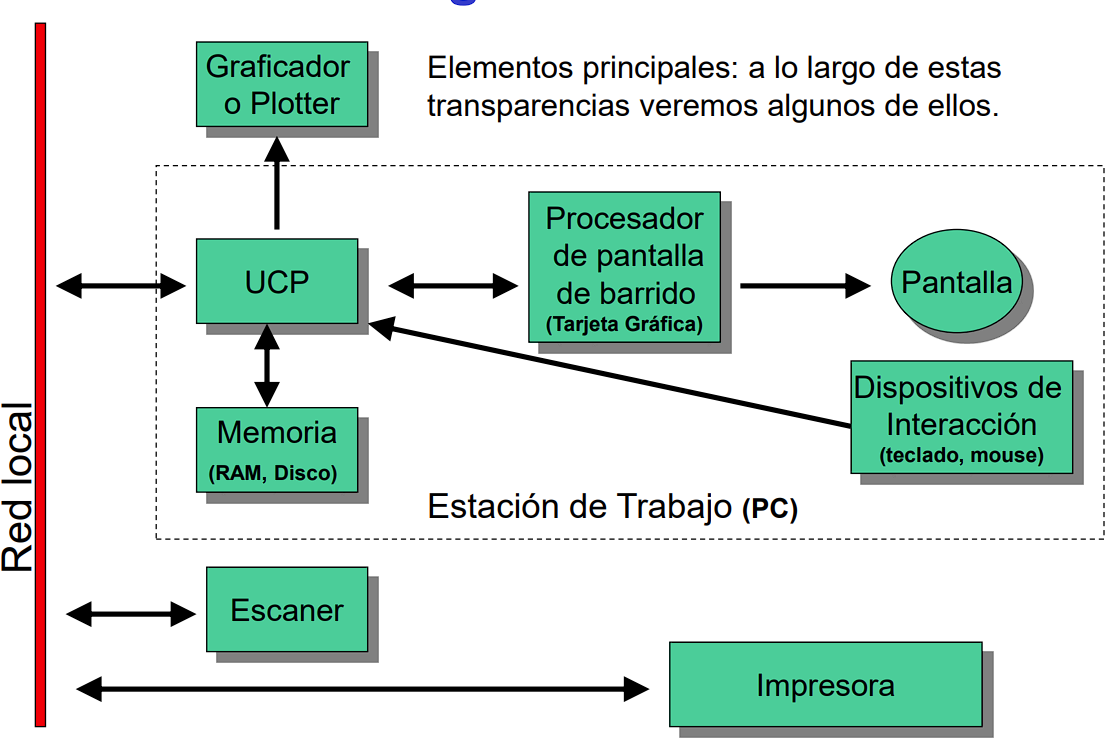 Graficador
o Plotter
Elementos principales: a lo largo de estas
transparencias veremos algunos de ellos.
UCP
Procesador
de pantalla
de barrido
(Tarjeta Gráfica)
Pantalla
Dispositivos de
Interacción
(teclado, mouse)
Memoria
(RAM, Disco)
Estación de Trabajo (PC)
Red local
Escaner
Impresora